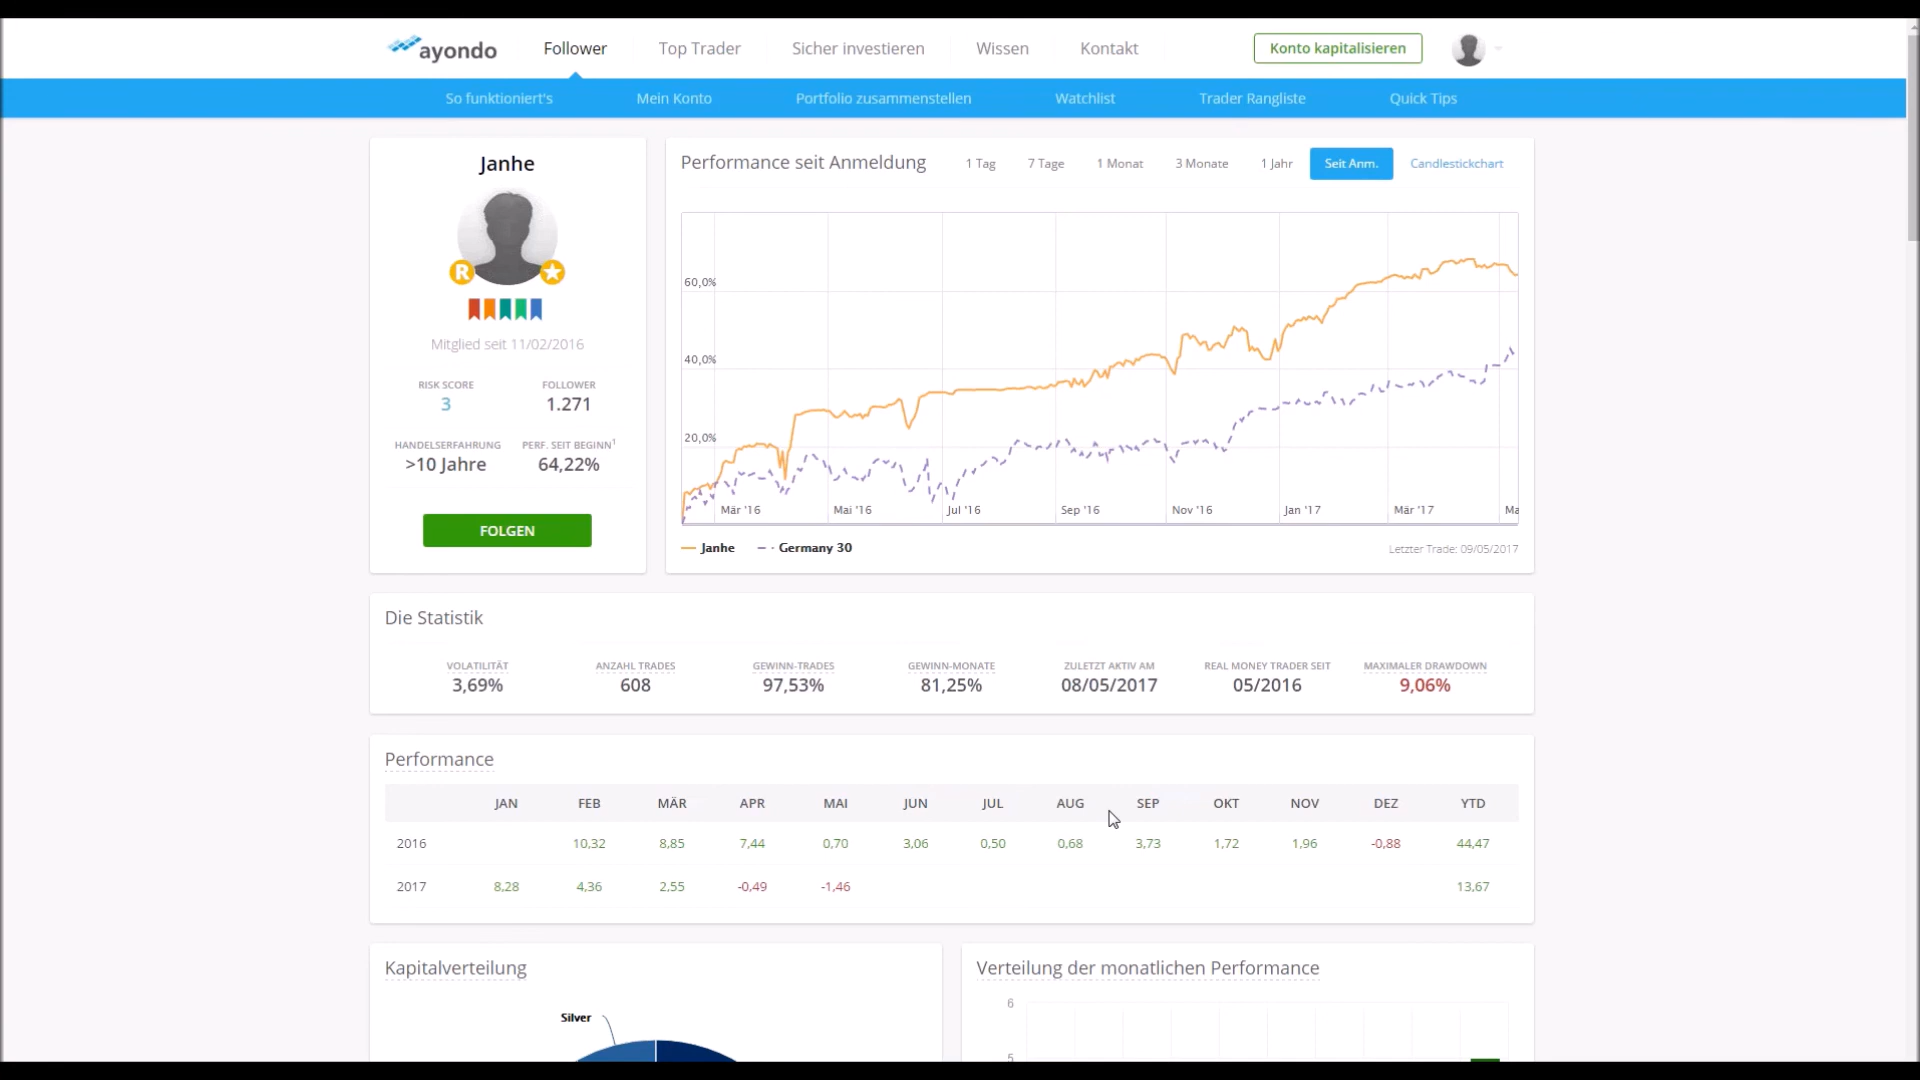 ayondo
Follower Top Trader Sicher investieren Wissen Kontakt Konto kapitalisieren
So funktioniert's Mein Konto Portfolio zusammenstellen Watchlist Trader Rangliste Quick Tips
Janhe
R
Mitglied seit 11/02/2016
RISK SCORE FOLLOWER
3 1.271
HANDELSERFAHRUNG PERF. SEIT BEGINN¹
>10 Jahre 64,22%
FOLGEN
Performance seit Anmeldung 1 Tag 7 Tage 1 Monat 3 Monate 1 Jahr Seit Anm. Candlestickchart
60,0%
40,0%
20,0%
Mär '16 Mai '16 Jul '16 Sep '16 Nov '16 Jan '17 Mär '17 Ma
Janhe Germany 30 Letzter Trade: 09/05/2017
Die Statistik
VOLATILITÄT ANZAHL TRADES GEWINN-TRADES GEWINN-MONATE ZULETZT AKTIV AM REAL MONEY TRADER SEIT MAXIMALER DRAWDOWN
3,69% 608 97,53% 81,25% 08/05/2017 05/2016 9,06%
Performance
JAN FEB MÄR APR MAI JUN JUL AUG SEP OKT NOV DEZ YTD
2016 10,32 8,85 7,44 0,70 3,06 0,50 0,68 3,73 1,72 1,96 -0,88 44,47
2017 8,28 4,36 2,55 -0,49 -1,46 13,67
Kapitalverteilung
Silver
Verteilung der monatlichen Performance
6
5